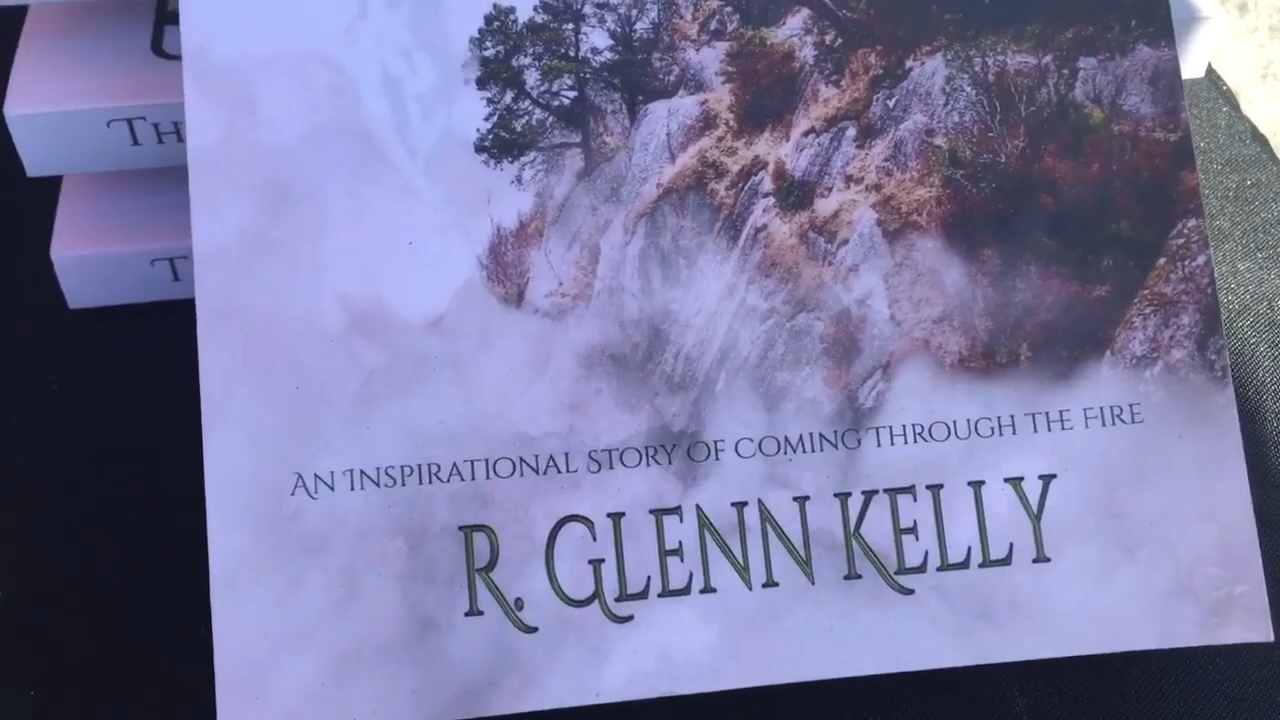 AN INSPIRATIONAL STORY OF COMING THROUGH THE FIRE
R. GLENN KELLY